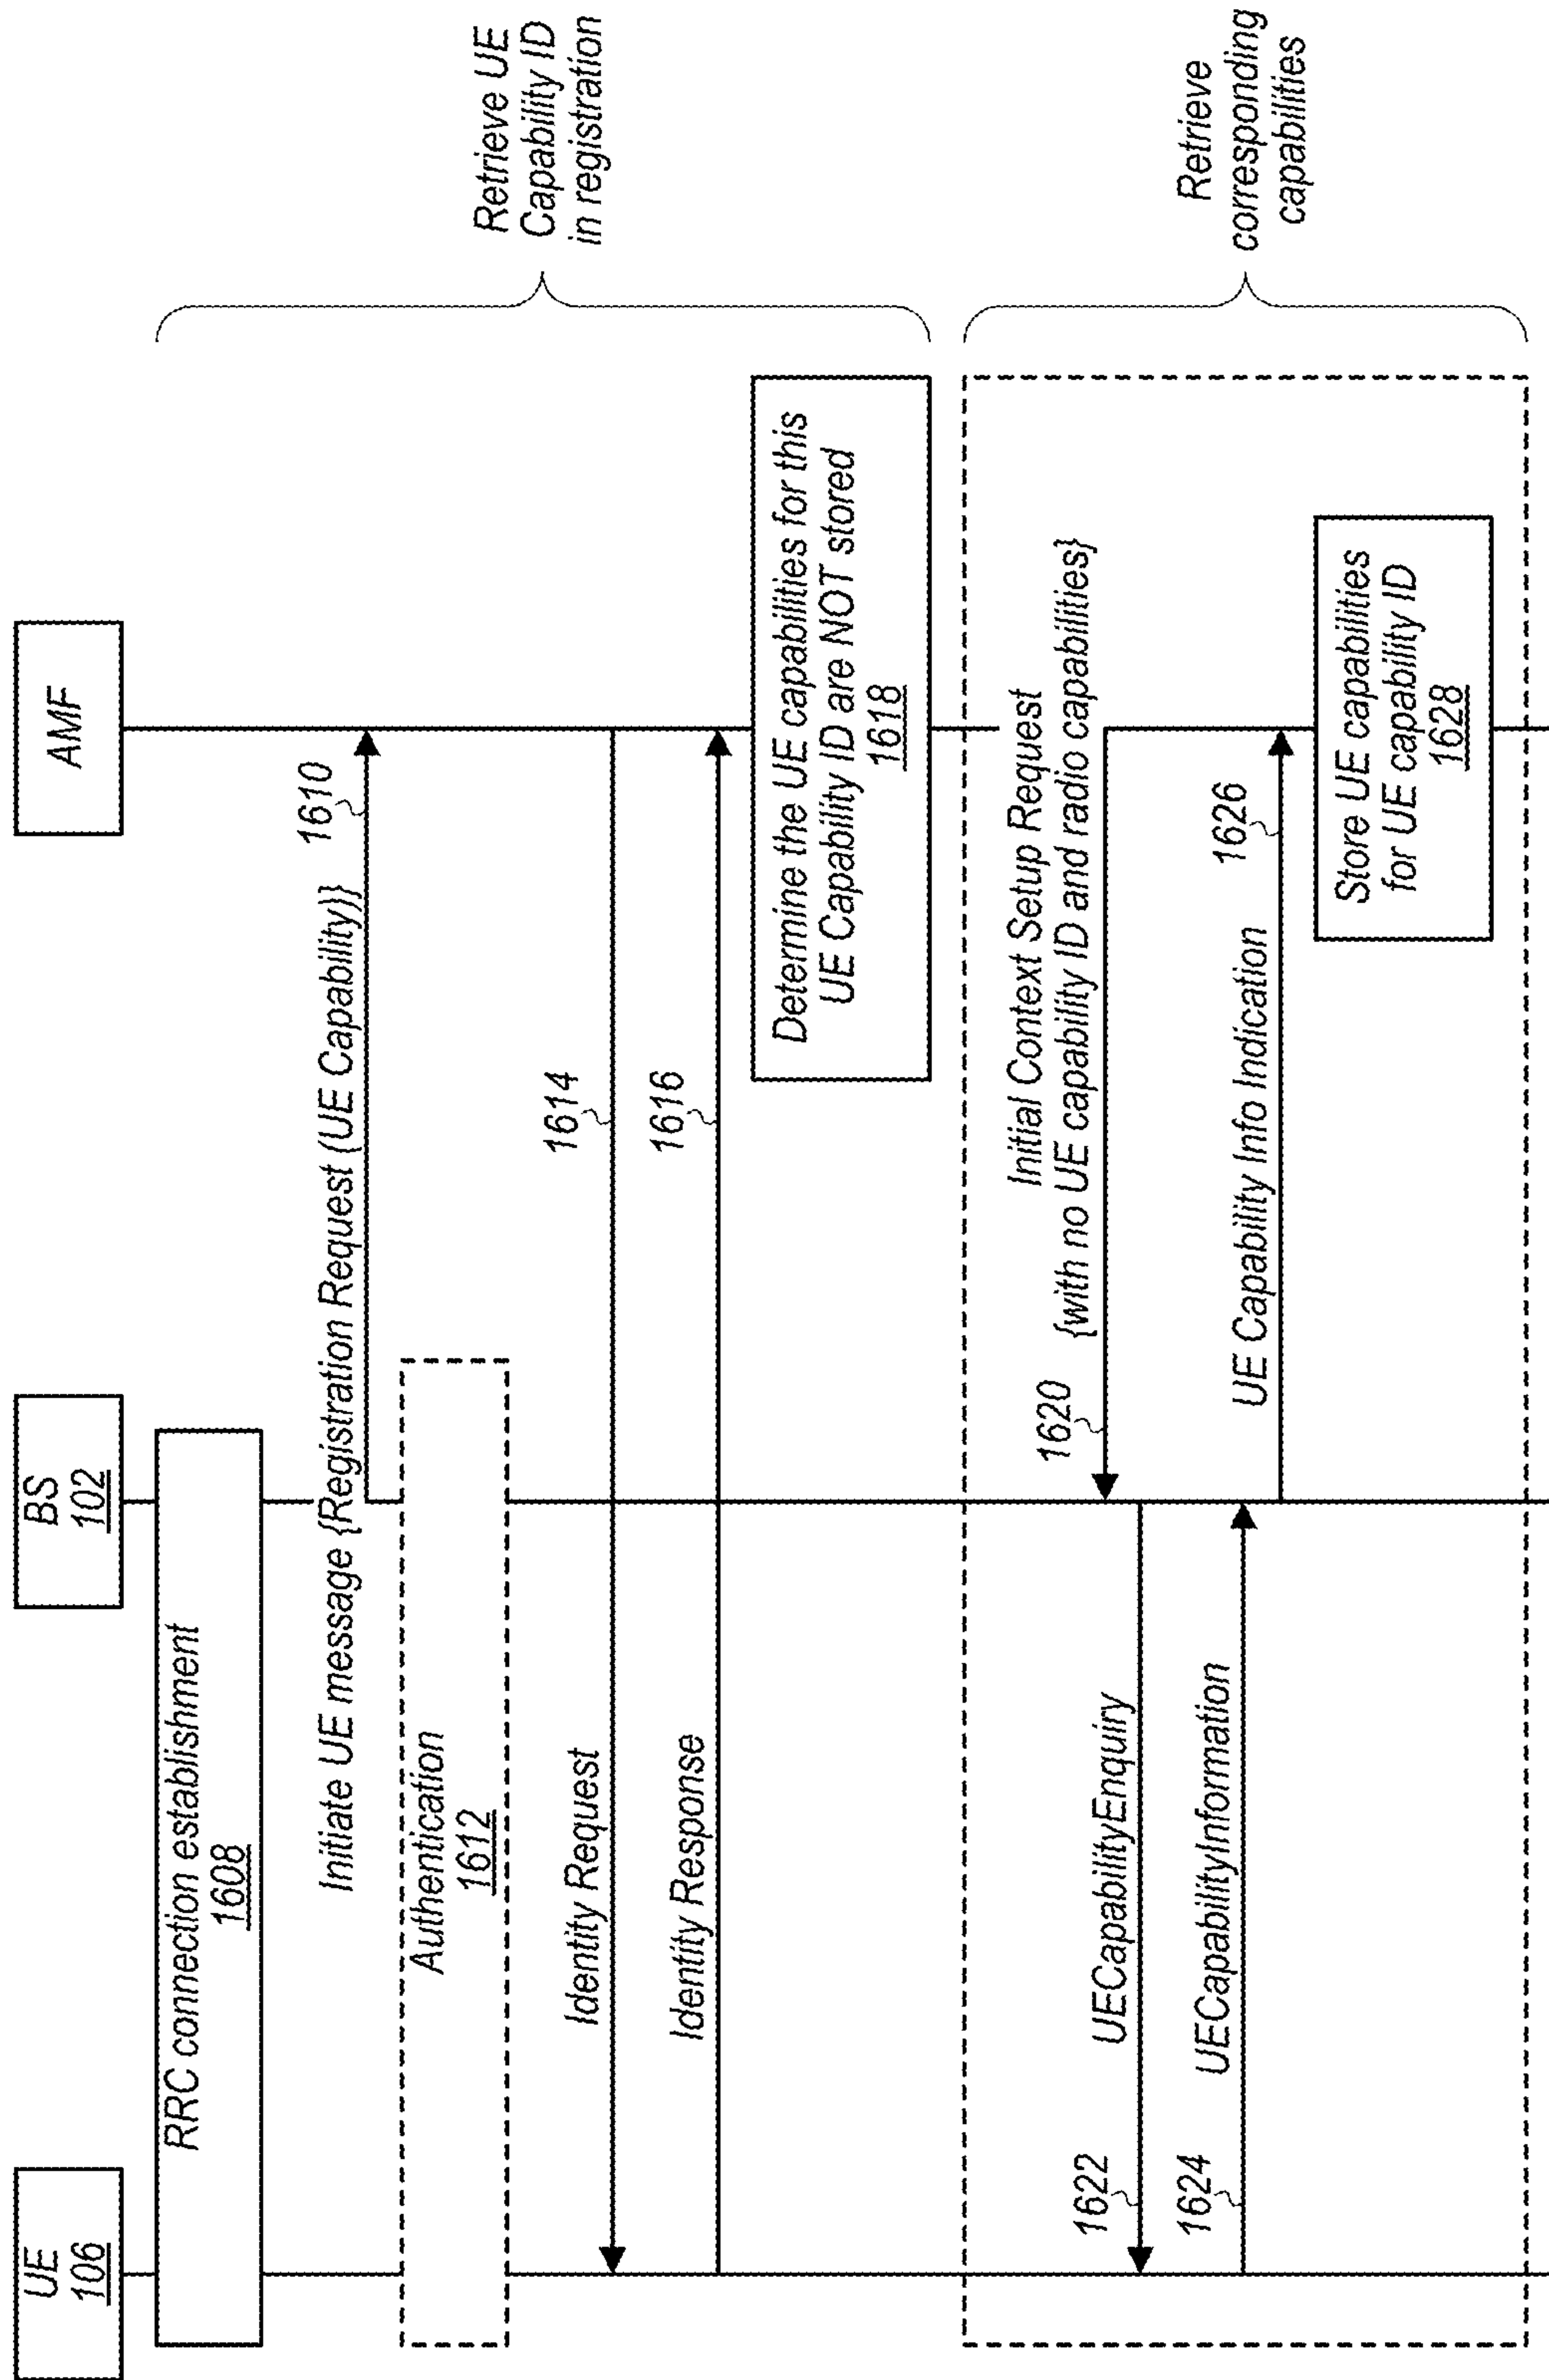 UE
106
BS
102
AMF
RRC connection establishment
1608
Initiate UE message {Registration Request (UE Capability)}
1610
Authentication
1612
Identity Request
1614
Identity Response
1616
Determine the UE capabilities for this
UE Capability ID are NOT stored
1618
Retrieve UE
Capability ID
in registration
Initial Context Setup Request
{with no UE capability ID and radio capabilities}
1620
UECapabilityEnquiry
1622
UECapabilityInformation
1624
UE Capability Info Indication
1626
Store UE capabilities
for UE capability ID
1628
Retrieve
corresponding
capabilities